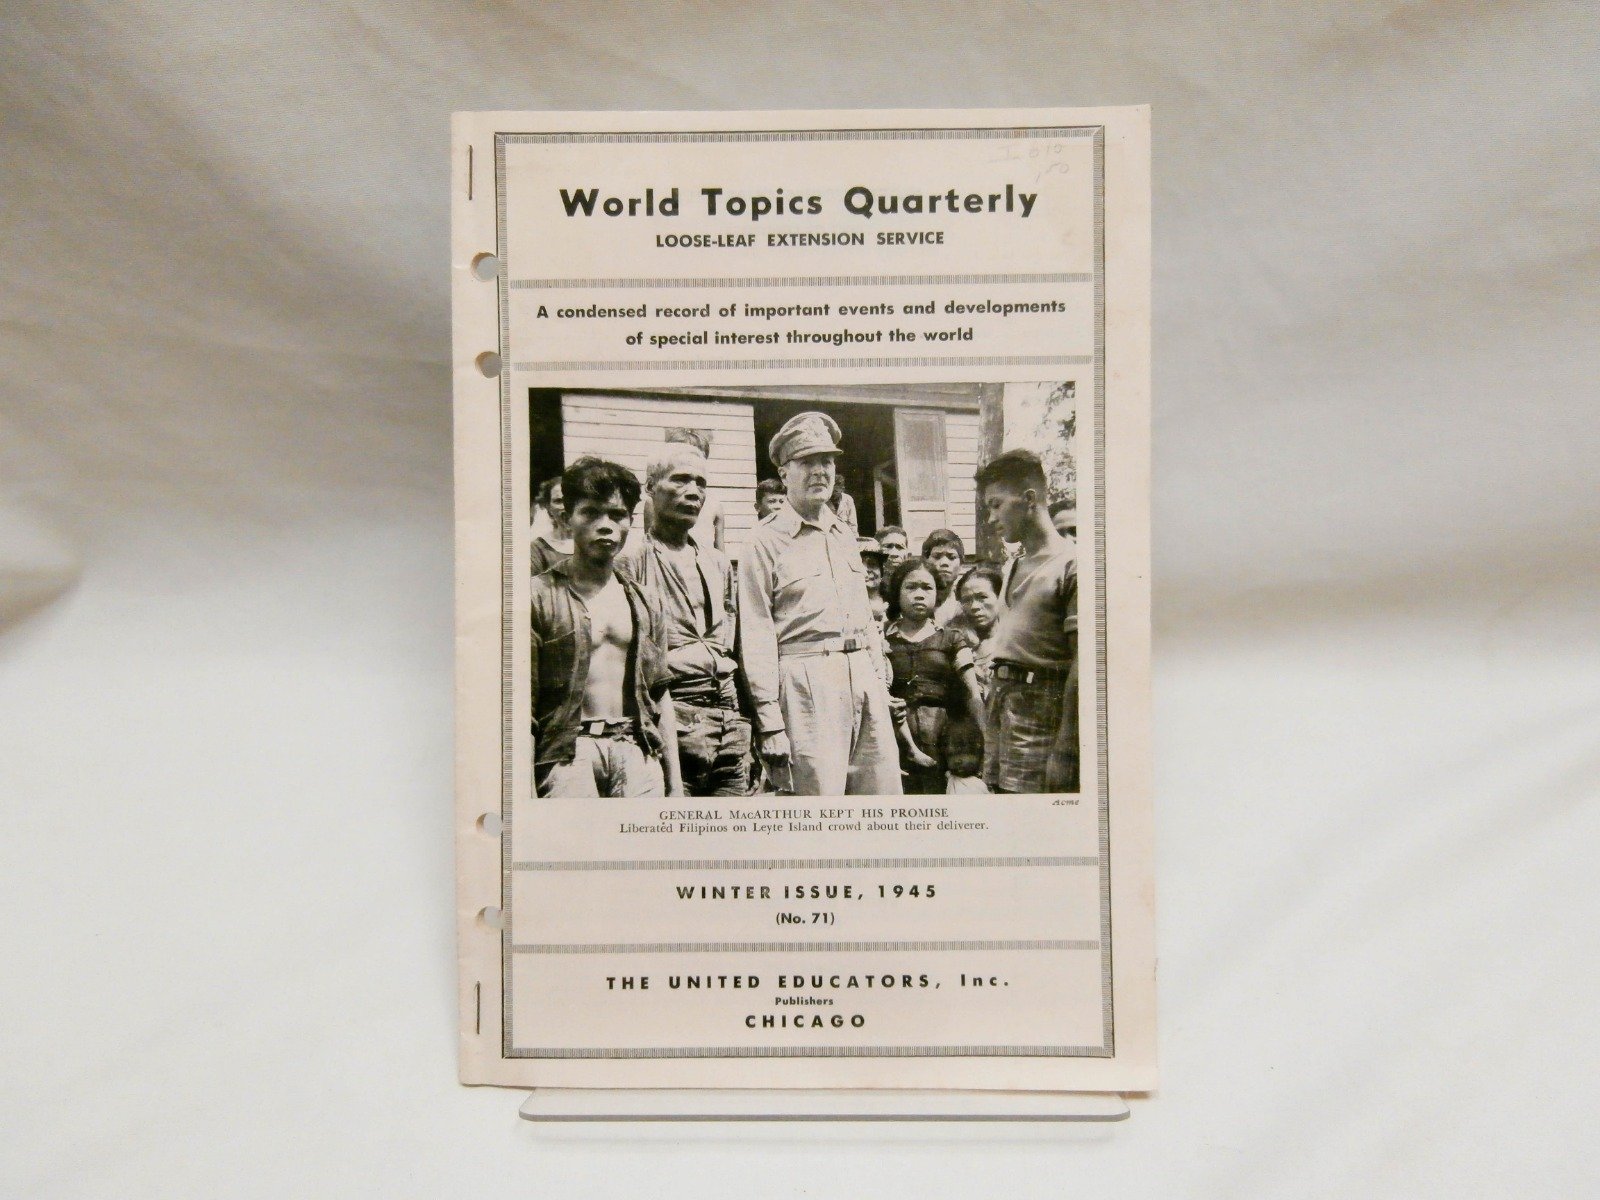 World Topics Quarterly
LOOSE-LEAF EXTENSION SERVICE
A condensed record of important events and developments
of special interest throughout the world
Acme
GENERAL MACARTHUR KEPT HIS PROMISE
Liberated Filipinos on Leyte Island crowd about their deliverer.
WINTER ISSUE, 1945
(No. 71)
THE UNITED EDUCATORS, Inc.
Publishers
CHICAGO